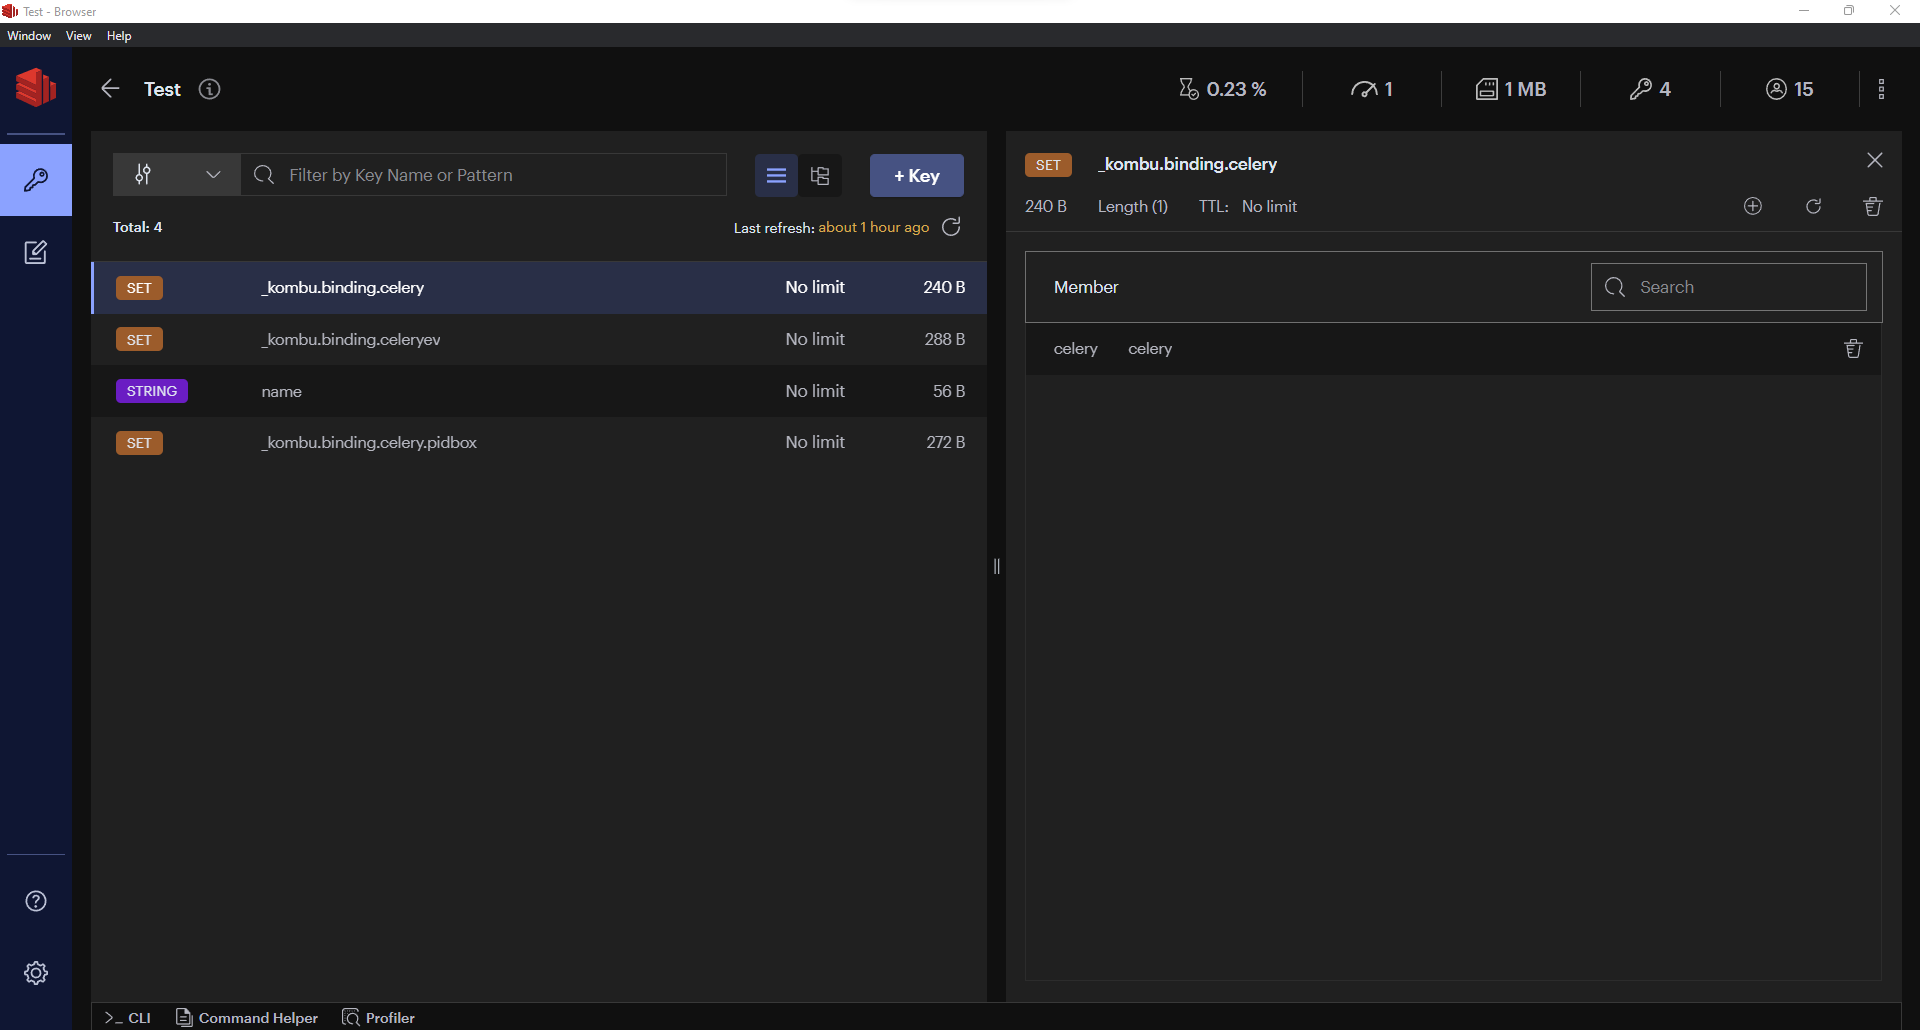 Test - Browser
Window View Help
Test 0.23 % 1 1 MB 4 15
Filter by Key Name or Pattern + Key
Total: 4 Last refresh: about 1 hour ago
SET _kombu.binding.celery No limit 240 B
SET _kombu.binding.celeryev No limit 288 B
STRING name No limit 56 B
SET _kombu.binding.celery.pidbox No limit 272 B
SET _kombu.binding.celery
240 B Length (1) TTL: No limit
Member Search
celery celery
>_ CLI Command Helper Profiler